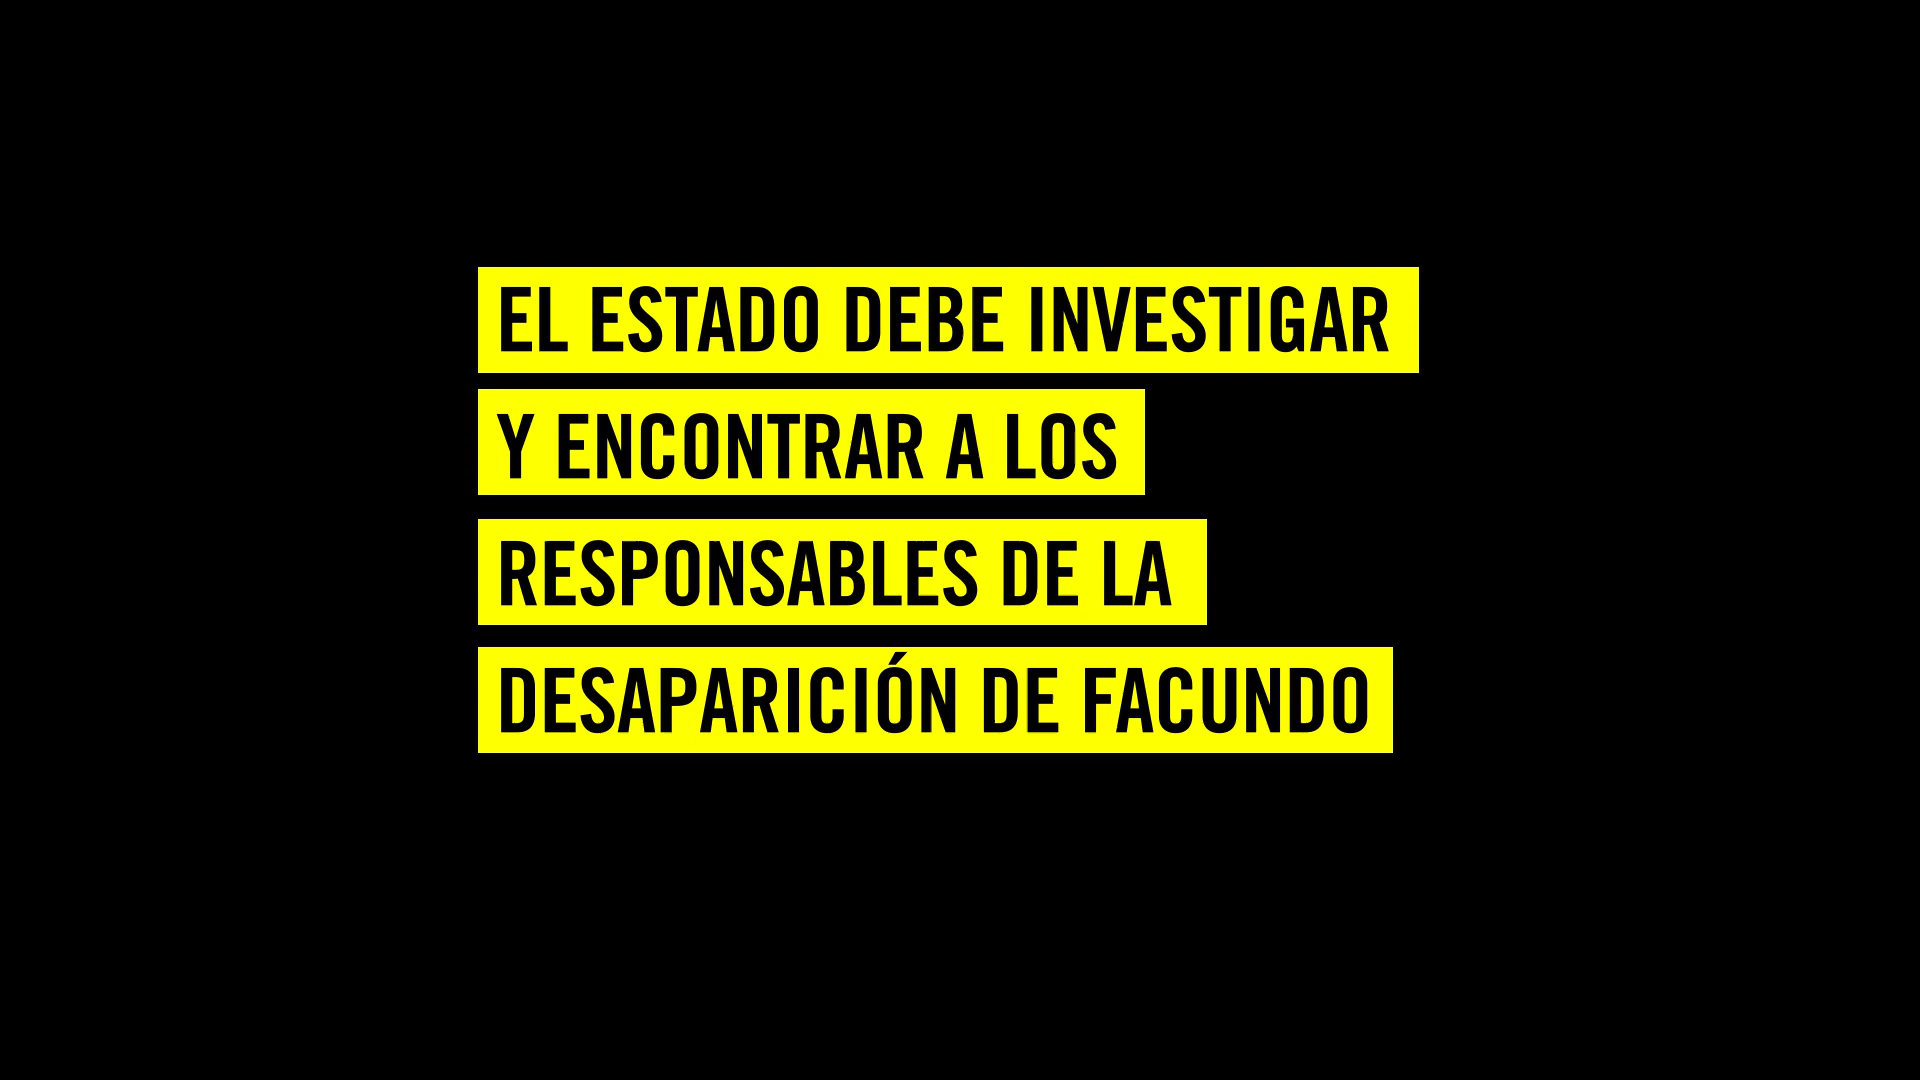 EL ESTADO DEBE INVESTIGAR
Y ENCONTRAR A LOS
RESPONSABLES DE LA
DESAPARICIÓN DE FACUNDO